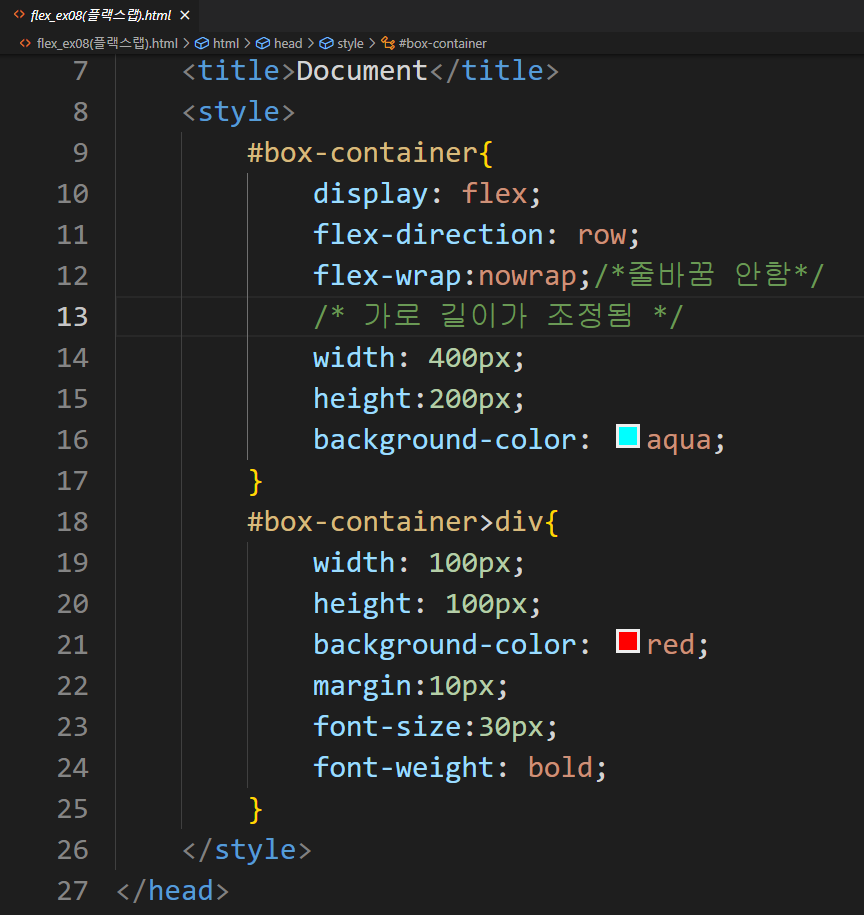 flex_ex08(플랙스랩).html
flex_ex08(플랙스랩).html > html > head > style > #box-container
7 <title>Document</title>
8 <style>
9 #box-container{
10 display: flex;
11 flex-direction: row;
12 flex-wrap:nowrap;/*줄바꿈 안함*/
13 /* 가로 길이가 조정됨 */
14 width: 400px;
15 height:200px;
16 background-color: aqua;
17 }
18 #box-container>div{
19 width: 100px;
20 height: 100px;
21 background-color: red;
22 margin:10px;
23 font-size:30px;
24 font-weight: bold;
25 }
26 </style>
27 </head>